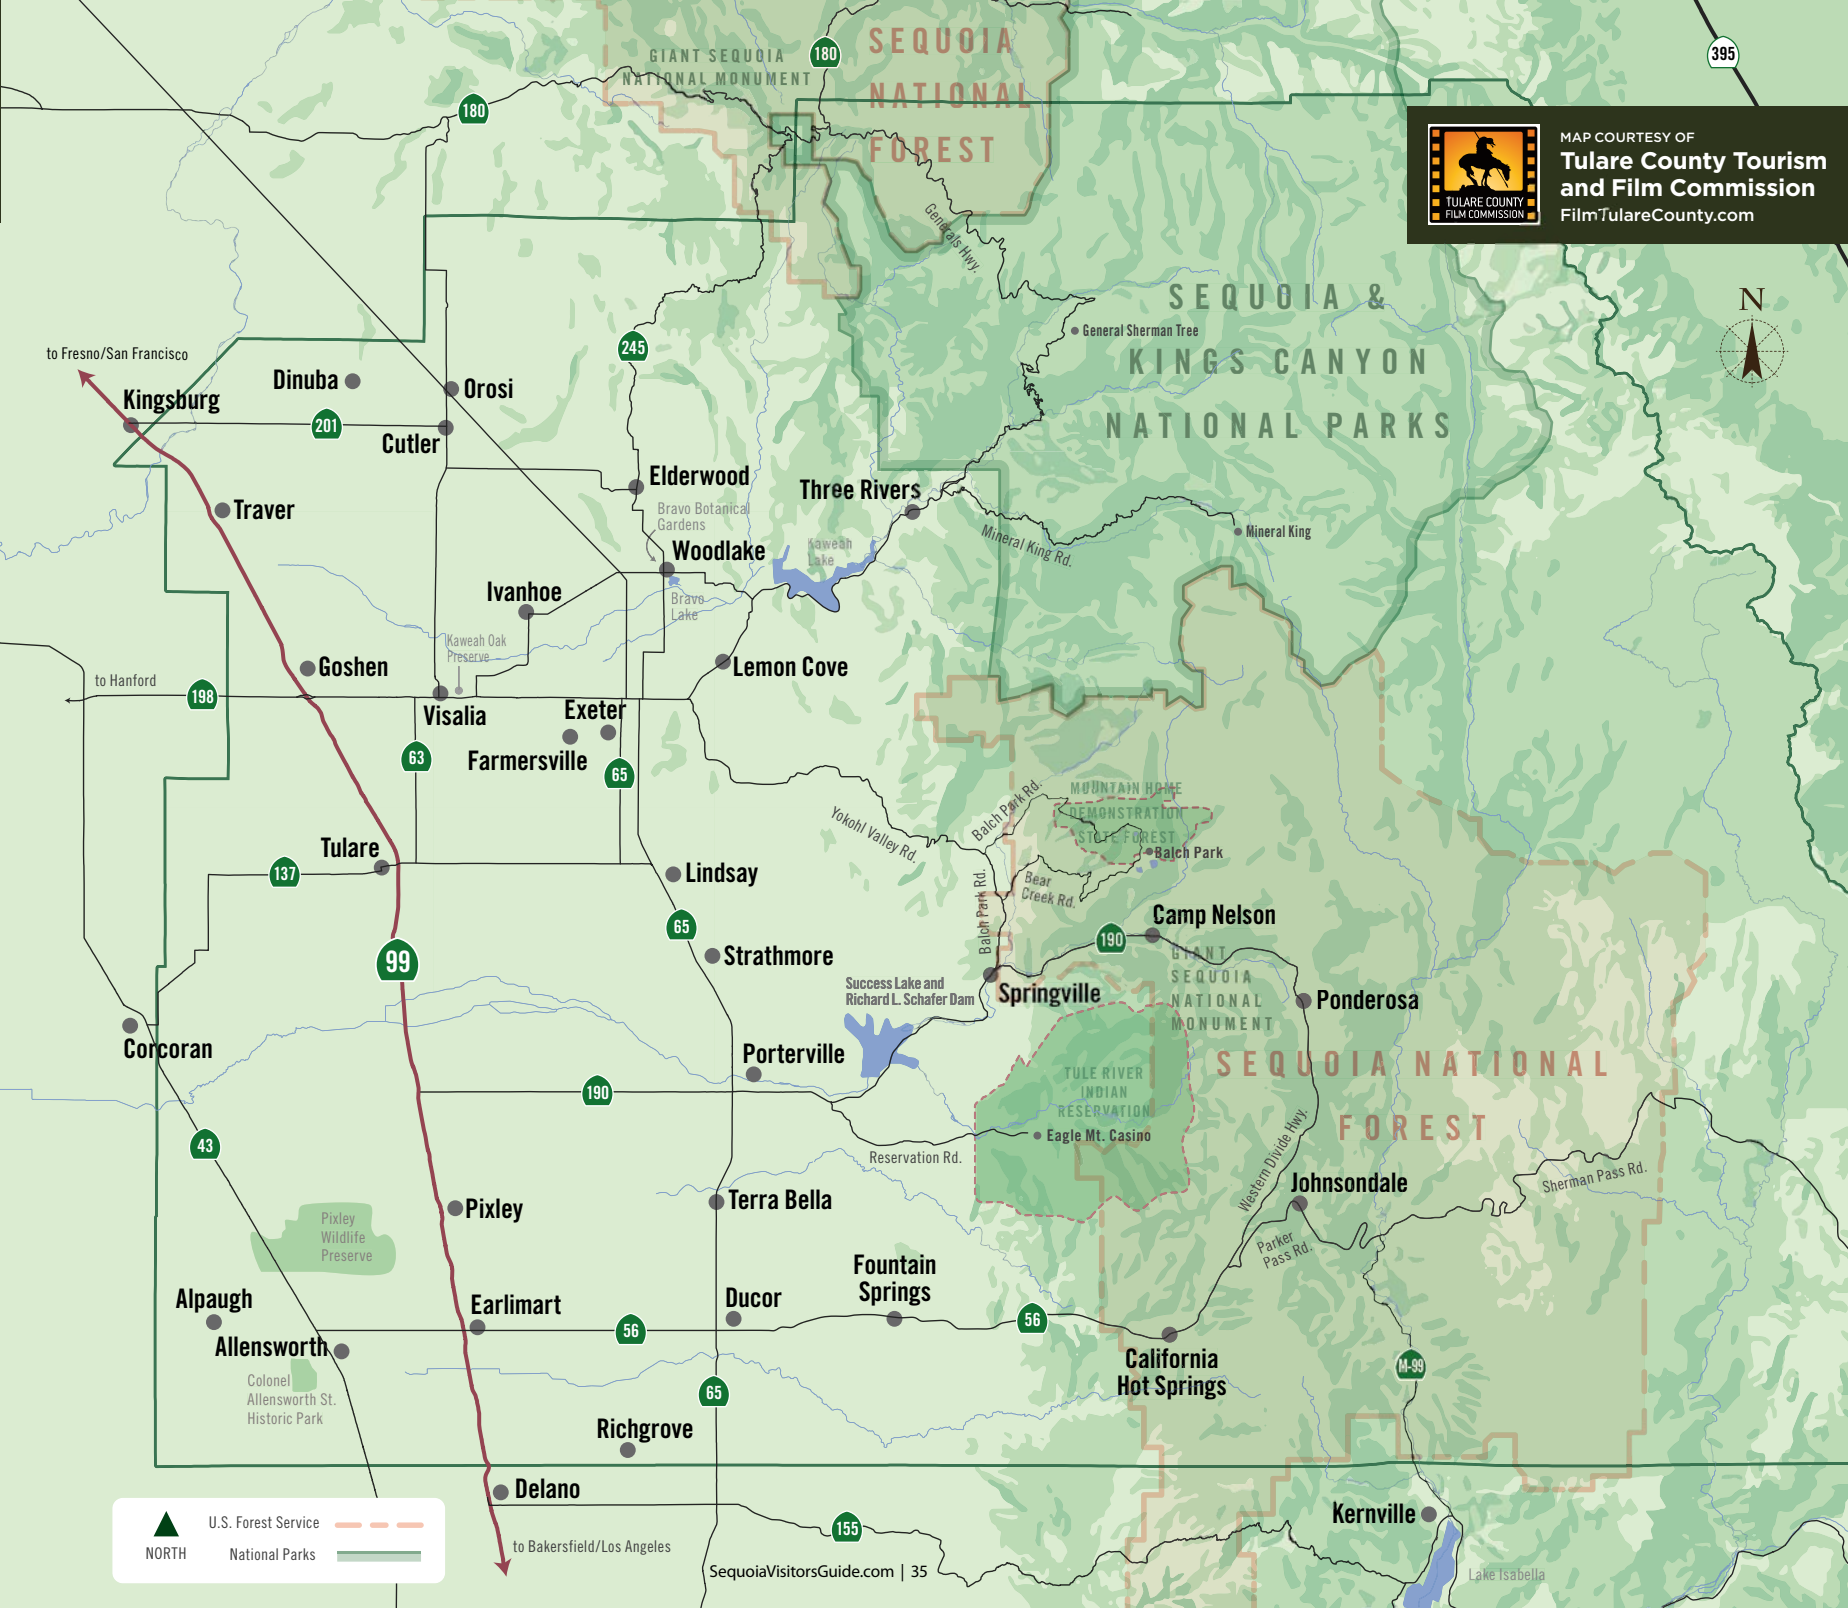 GIANT SEQUOIA
NATIONAL MONUMENT
180
SEQUOIA
NATIONAL
FOREST
395
180
MAP COURTESY OF
Tulare County Tourism
and Film Commission
FilmTulareCounty.com
TULARE COUNTY
FILM COMMISSION
Generals Hwy.
N
SEQUOIA &
KINGS CANYON
NATIONAL PARKS
General Sherman Tree
to Fresno/San Francisco
245
Dinuba
Orosi
Kingsburg
201
Cutler
Elderwood
Three Rivers
Traver
Bravo Botanical
Gardens
Mineral King Rd.
Mineral King
Woodlake
Kaweah
Lake
Ivanhoe
Bravo
Lake
Kaweah Oak
Preserve
Goshen
Lemon Cove
to Hanford
198
Visalia
Exeter
Farmersville
63
65
MOUNTAIN HOME
DEMONSTRATION
STATE FOREST
Balch Park Rd.
Yokohl Valley Rd.
Balch Park
Tulare
137
Lindsay
Bear
Creek Rd.
Balch Park Rd.
65
Camp Nelson
190
99
Strathmore
GIANT
SEQUOIA
NATIONAL
MONUMENT
Success Lake and
Richard L. Schafer Dam
Springville
Ponderosa
Corcoran
Porterville
SEQUOIA NATIONAL
FOREST
TULE RIVER
INDIAN
RESERVATION
190
Eagle Mt. Casino
43
Reservation Rd.
Western Divide Hwy.
Johnsondale
Sherman Pass Rd.
Pixley
Terra Bella
Pixley
Wildlife
Preserve
Parker
Pass Rd.
Fountain
Springs
Alpaugh
Earlimart
Ducor
56
56
Allensworth
California
Hot Springs
M-99
Colonel
Allensworth St.
Historic Park
65
Richgrove
Delano
Kernville
155
U.S. Forest Service
NORTH
National Parks
to Bakersfield/Los Angeles
SequoiaVisitorsGuide.com | 35
Lake Isabella